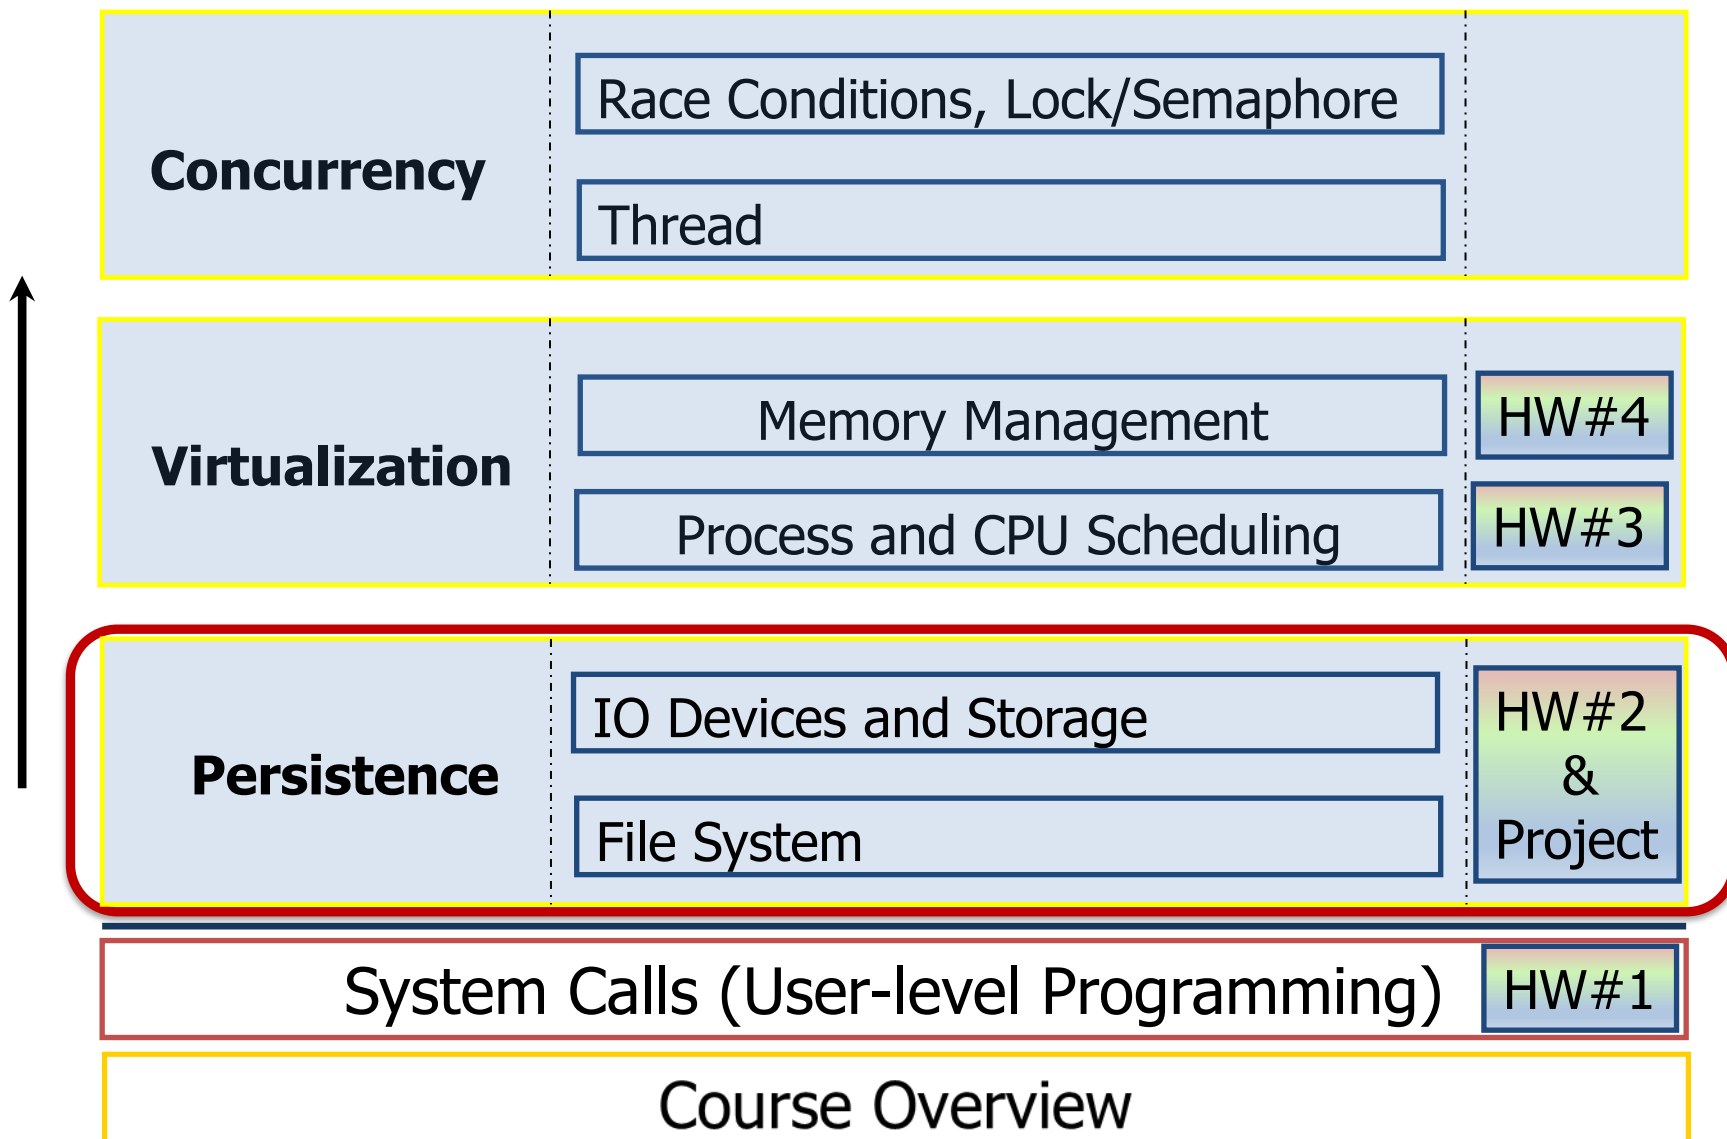 Race Conditions, Lock/Semaphore
Concurrency
Thread
Memory Management
HW#4
Virtualization
Process and CPU Scheduling
HW#3
IO Devices and Storage
HW#2
&
Project
Persistence
File System
System Calls (User-level Programming)
HW#1
Course Overview